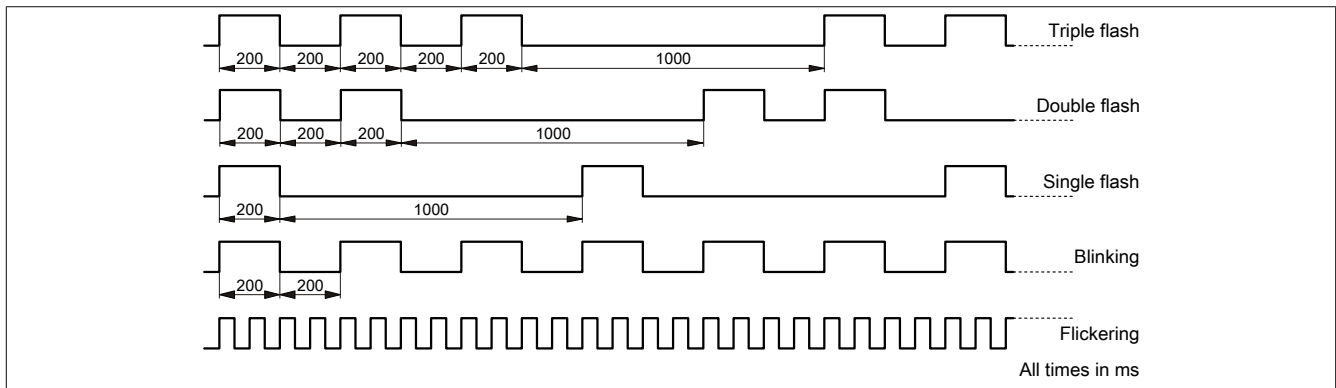 Triple flash
200 200 200 200 200 1000
Double flash
200 200 200 1000
Single flash
200 1000
Blinking
200 200
Flickering
All times in ms